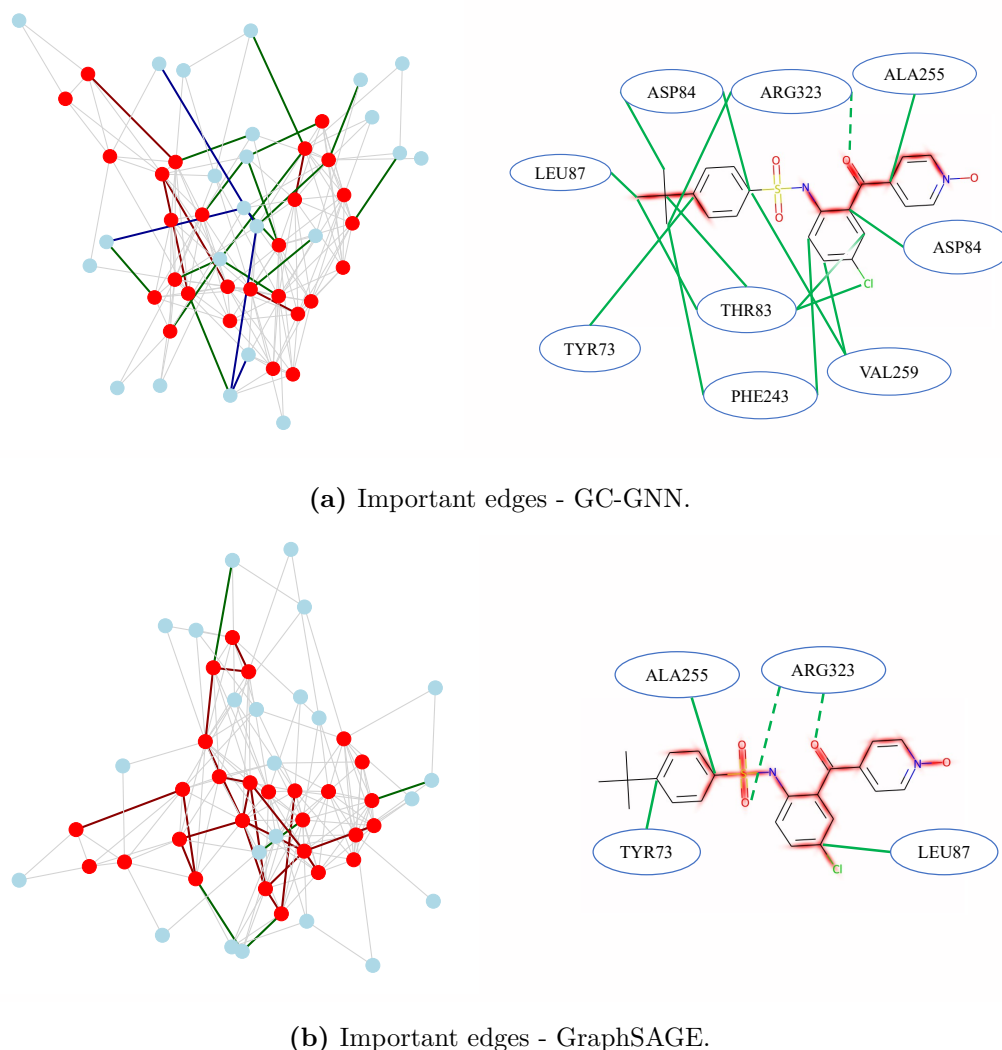 ASP84 ARG323 ALA255
LEU87
O
O
S
O
N
N
O
ASP84
THR83
Cl
TYR73
VAL259
PHE243
(a) Important edges - GC-GNN.
ALA255 ARG323
O
O
S
O
N
N
O
TYR73
LEU87
Cl
(b) Important edges - GraphSAGE.